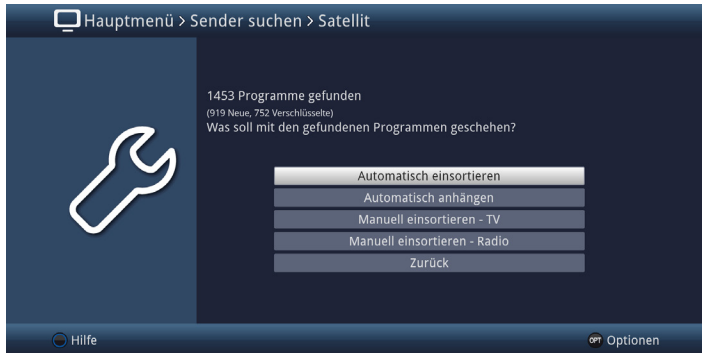 Hauptmenü > Sender suchen > Satellit
1453 Programme gefunden
(919 Neue, 752 Verschlüsselte)
Was soll mit den gefundenen Programmen geschehen?
Automatisch einsortieren
Automatisch anhängen
Manuell einsortieren - TV
Manuell einsortieren - Radio
Zurück
Hilfe
OPT Optionen